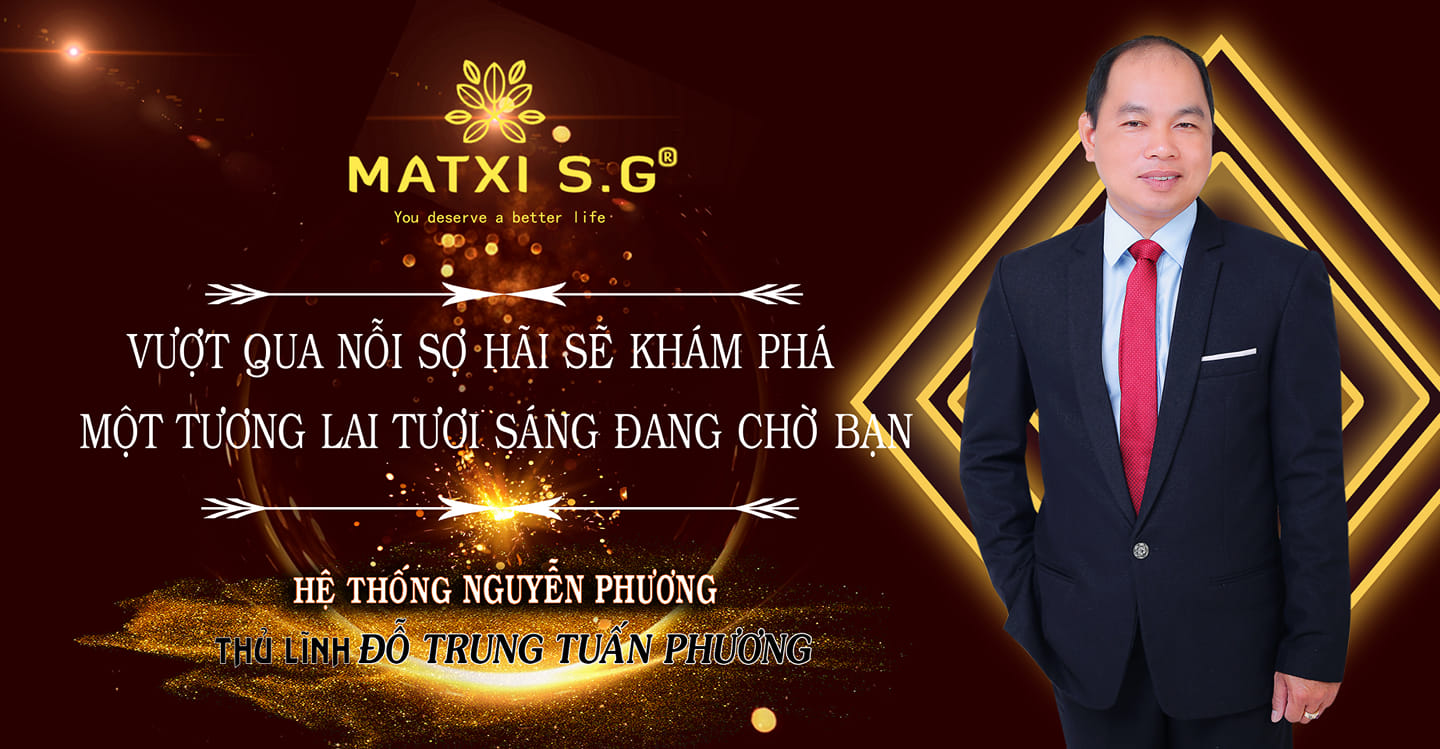 MATXI S.G®
You deserve a better life
VƯỢT QUA NỖI SỢ HÃI SẼ KHÁM PHÁ
MỘT TƯƠNG LAI TƯƠI SÁNG ĐANG CHỜ BẠN
HỆ THỐNG NGUYỄN PHƯƠNG
THỦ LĨNH ĐỖ TRUNG TUẤN PHƯƠNG